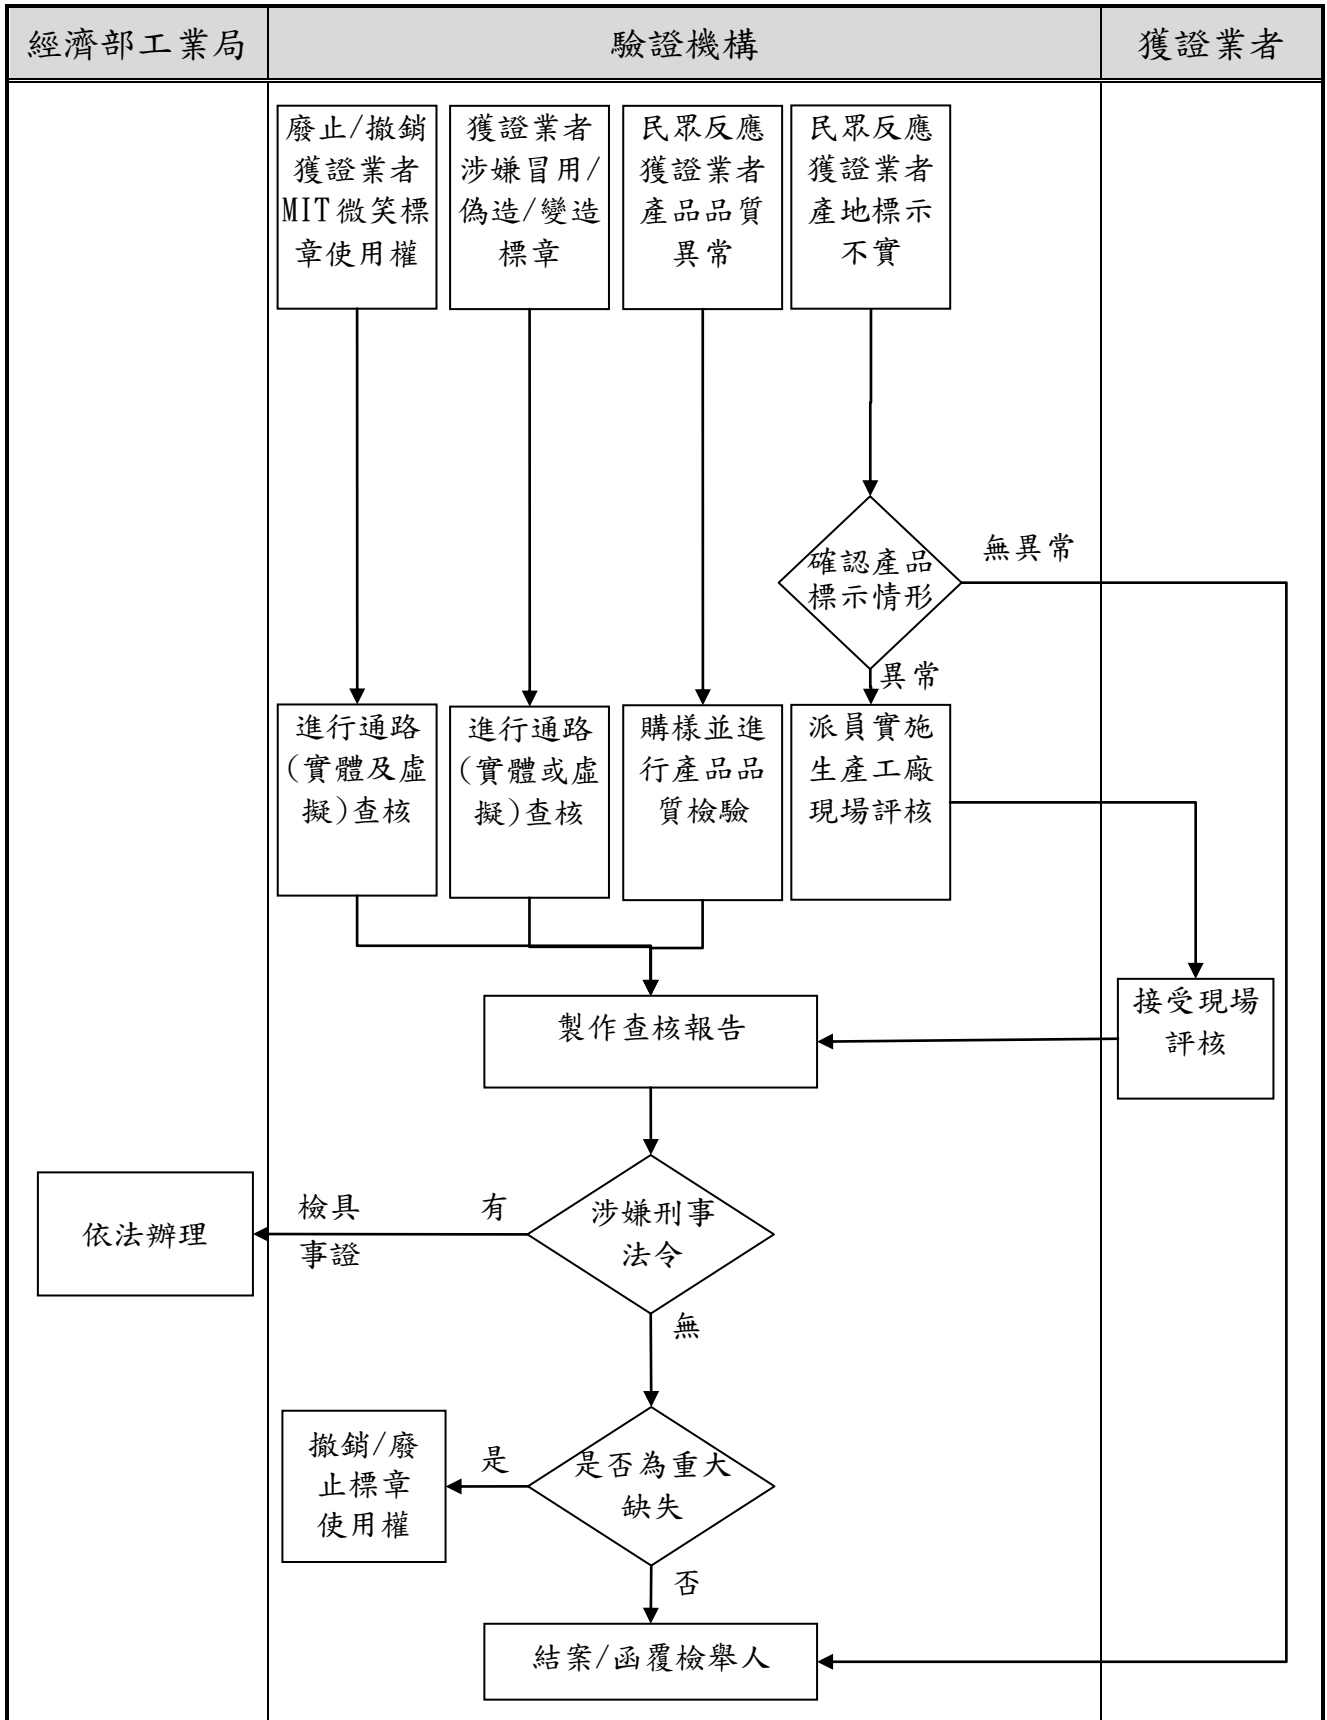 經濟部工業局
驗證機構
獲證業者
廢止/撤銷
獲證業者
MIT微笑標
章使用權
獲證業者
涉嫌冒用/
偽造/變造
標章
民眾反應
獲證業者
產品品質
異常
民眾反應
獲證業者
產地標示
不實
確認產品
標示情形
無異常
異常
進行通路
(實體及虛
擬)查核
進行通路
(實體或虛
擬)查核
購樣並進
行產品品
質檢驗
派員實施
生產工廠
現場評核
接受現場
評核
製作查核報告
涉嫌刑事
法令
有
檢具
事證
依法辦理
無
是否為重大
缺失
是
撤銷/廢
止標章
使用權
否
結案/函覆檢舉人